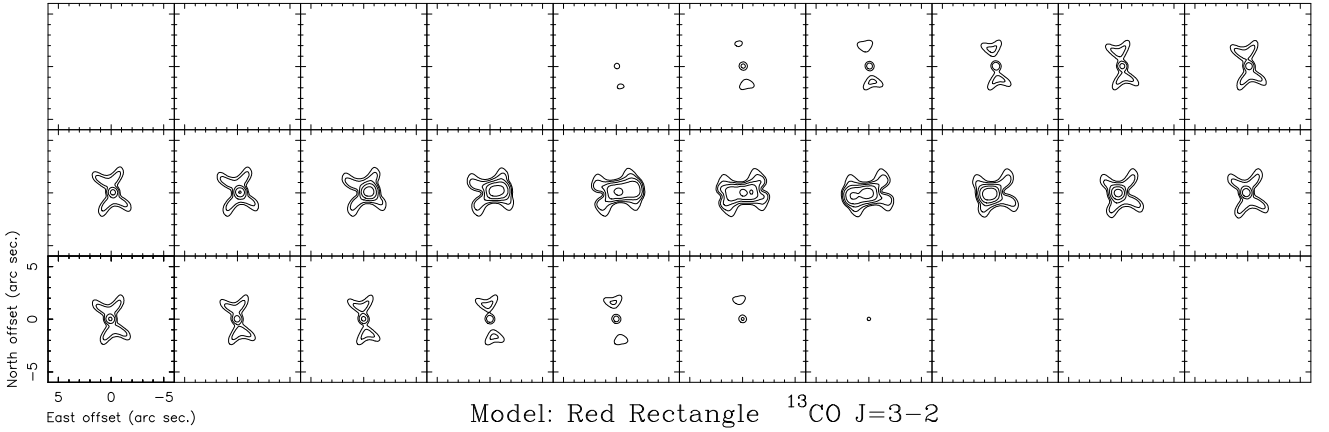 North offset (arc sec.)
5
0
−5
5 0 −5
East offset (arc sec.)
Model: Red Rectangle ¹³CO J=3−2